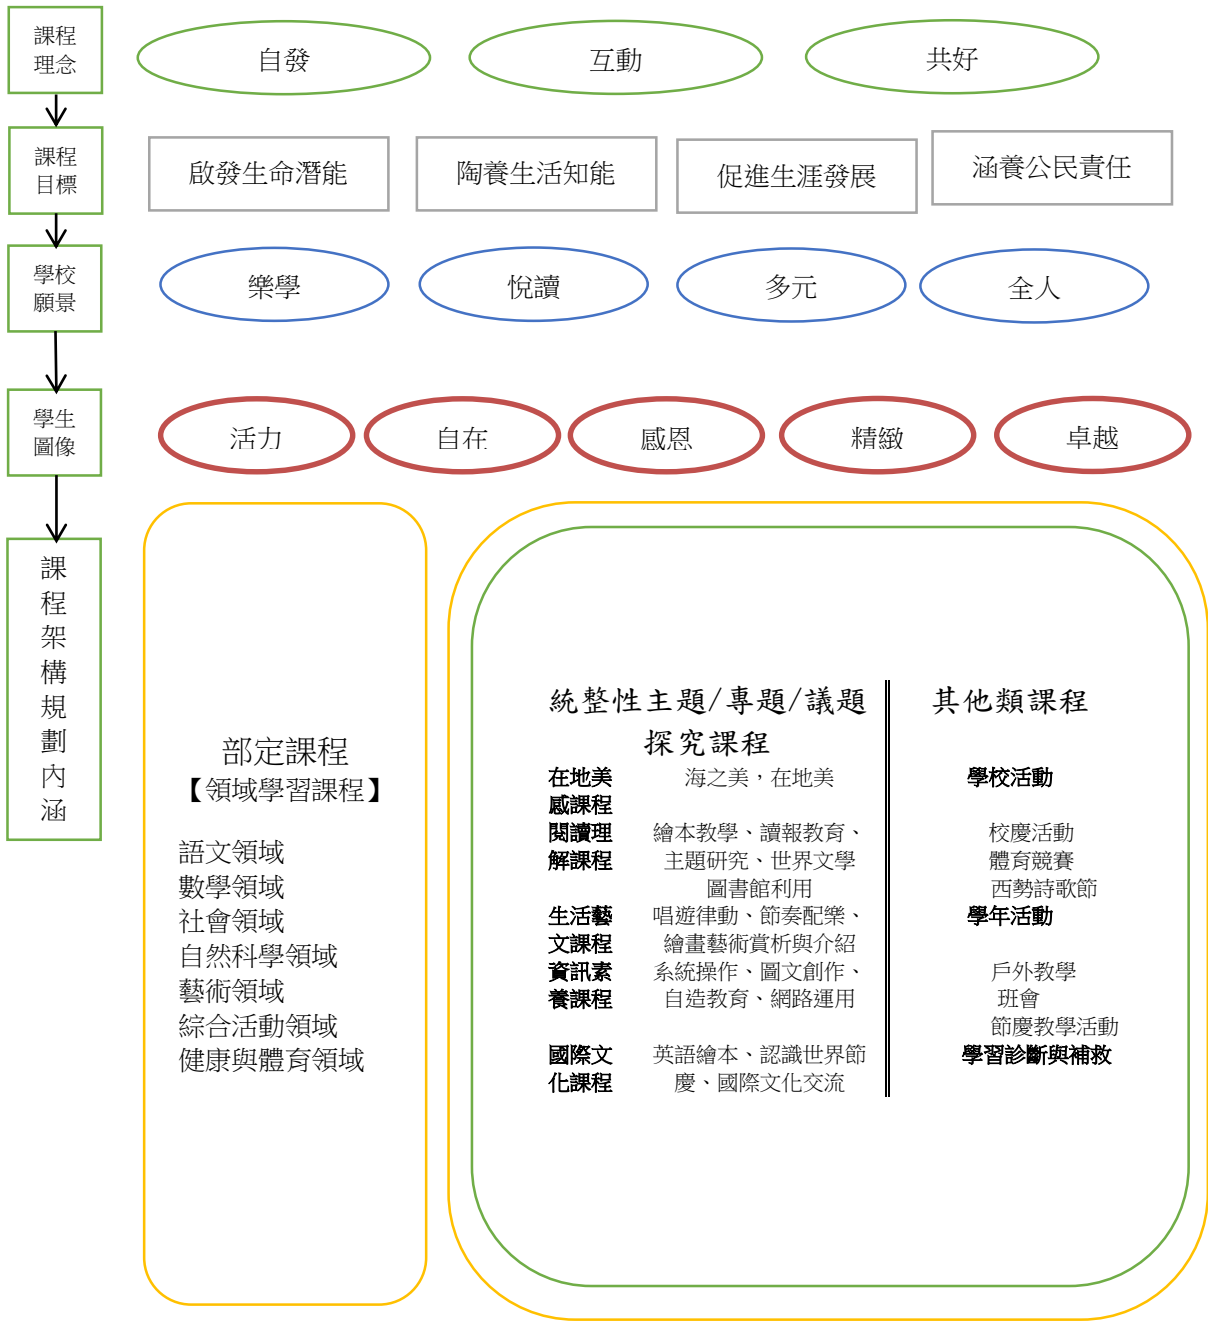 課程
理念
自發
互動
共好
課程
目標
啟發生命潛能
陶養生活知能
促進生涯發展
涵養公民責任
學校
願景
樂學
悅讀
多元
全人
學生
圖像
活力
自在
感恩
精緻
卓越
課
程
架
構
規
劃
內
涵
部定課程
【領域學習課程】
語文領域
數學領域
社會領域
自然科學領域
藝術領域
綜合活動領域
健康與體育領域
統整性主題/專題/議題
探究課程
在地美
感課程
海之美，在地美
閱讀理
解課程
繪本教學、讀報教育、
主題研究、世界文學
圖書館利用
生活藝
文課程
唱遊律動、節奏配樂、
繪畫藝術賞析與介紹
資訊素
養課程
系統操作、圖文創作、
自造教育、網路運用
國際文
化課程
英語繪本、認識世界節
慶、國際文化交流
其他類課程
學校活動
校慶活動
體育競賽
西勢詩歌節
學年活動
戶外教學
班會
節慶教學活動
學習診斷與補救